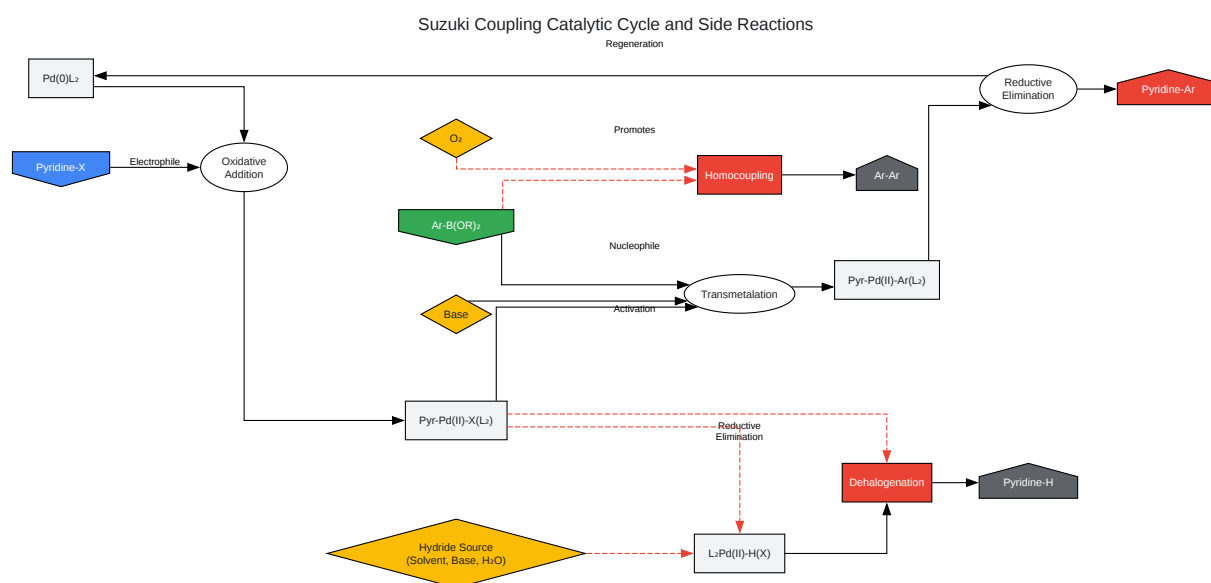 Suzuki Coupling Catalytic Cycle and Side Reactions
Regeneration
Pd(0)L₂
Reductive
Elimination
Pyridine-Ar
O₂
Promotes
Pyridine-X
Electrophile
Oxidative
Addition
Homocoupling
Ar-Ar
Ar-B(OR)₂
Nucleophile
Transmetalation
Pyr-Pd(II)-Ar(L₂)
Base
Activation
Pyr-Pd(II)-X(L₂)
Reductive
Elimination
Dehalogenation
Pyridine-H
Hydride Source
(Solvent, Base, H₂O)
L₂Pd(II)-H(X)